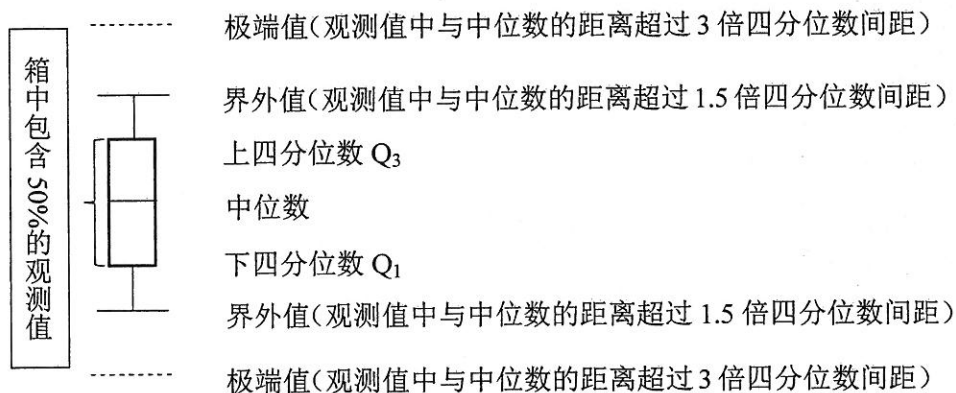 极端值(观测值中与中位数的距离超过3倍四分位数间距)
箱中包含50%的观测值
界外值(观测值中与中位数的距离超过1.5倍四分位数间距)
上四分位数 Q₃
中位数
下四分位数 Q₁
界外值(观测值中与中位数的距离超过1.5倍四分位数间距)
极端值(观测值中与中位数的距离超过3倍四分位数间距)